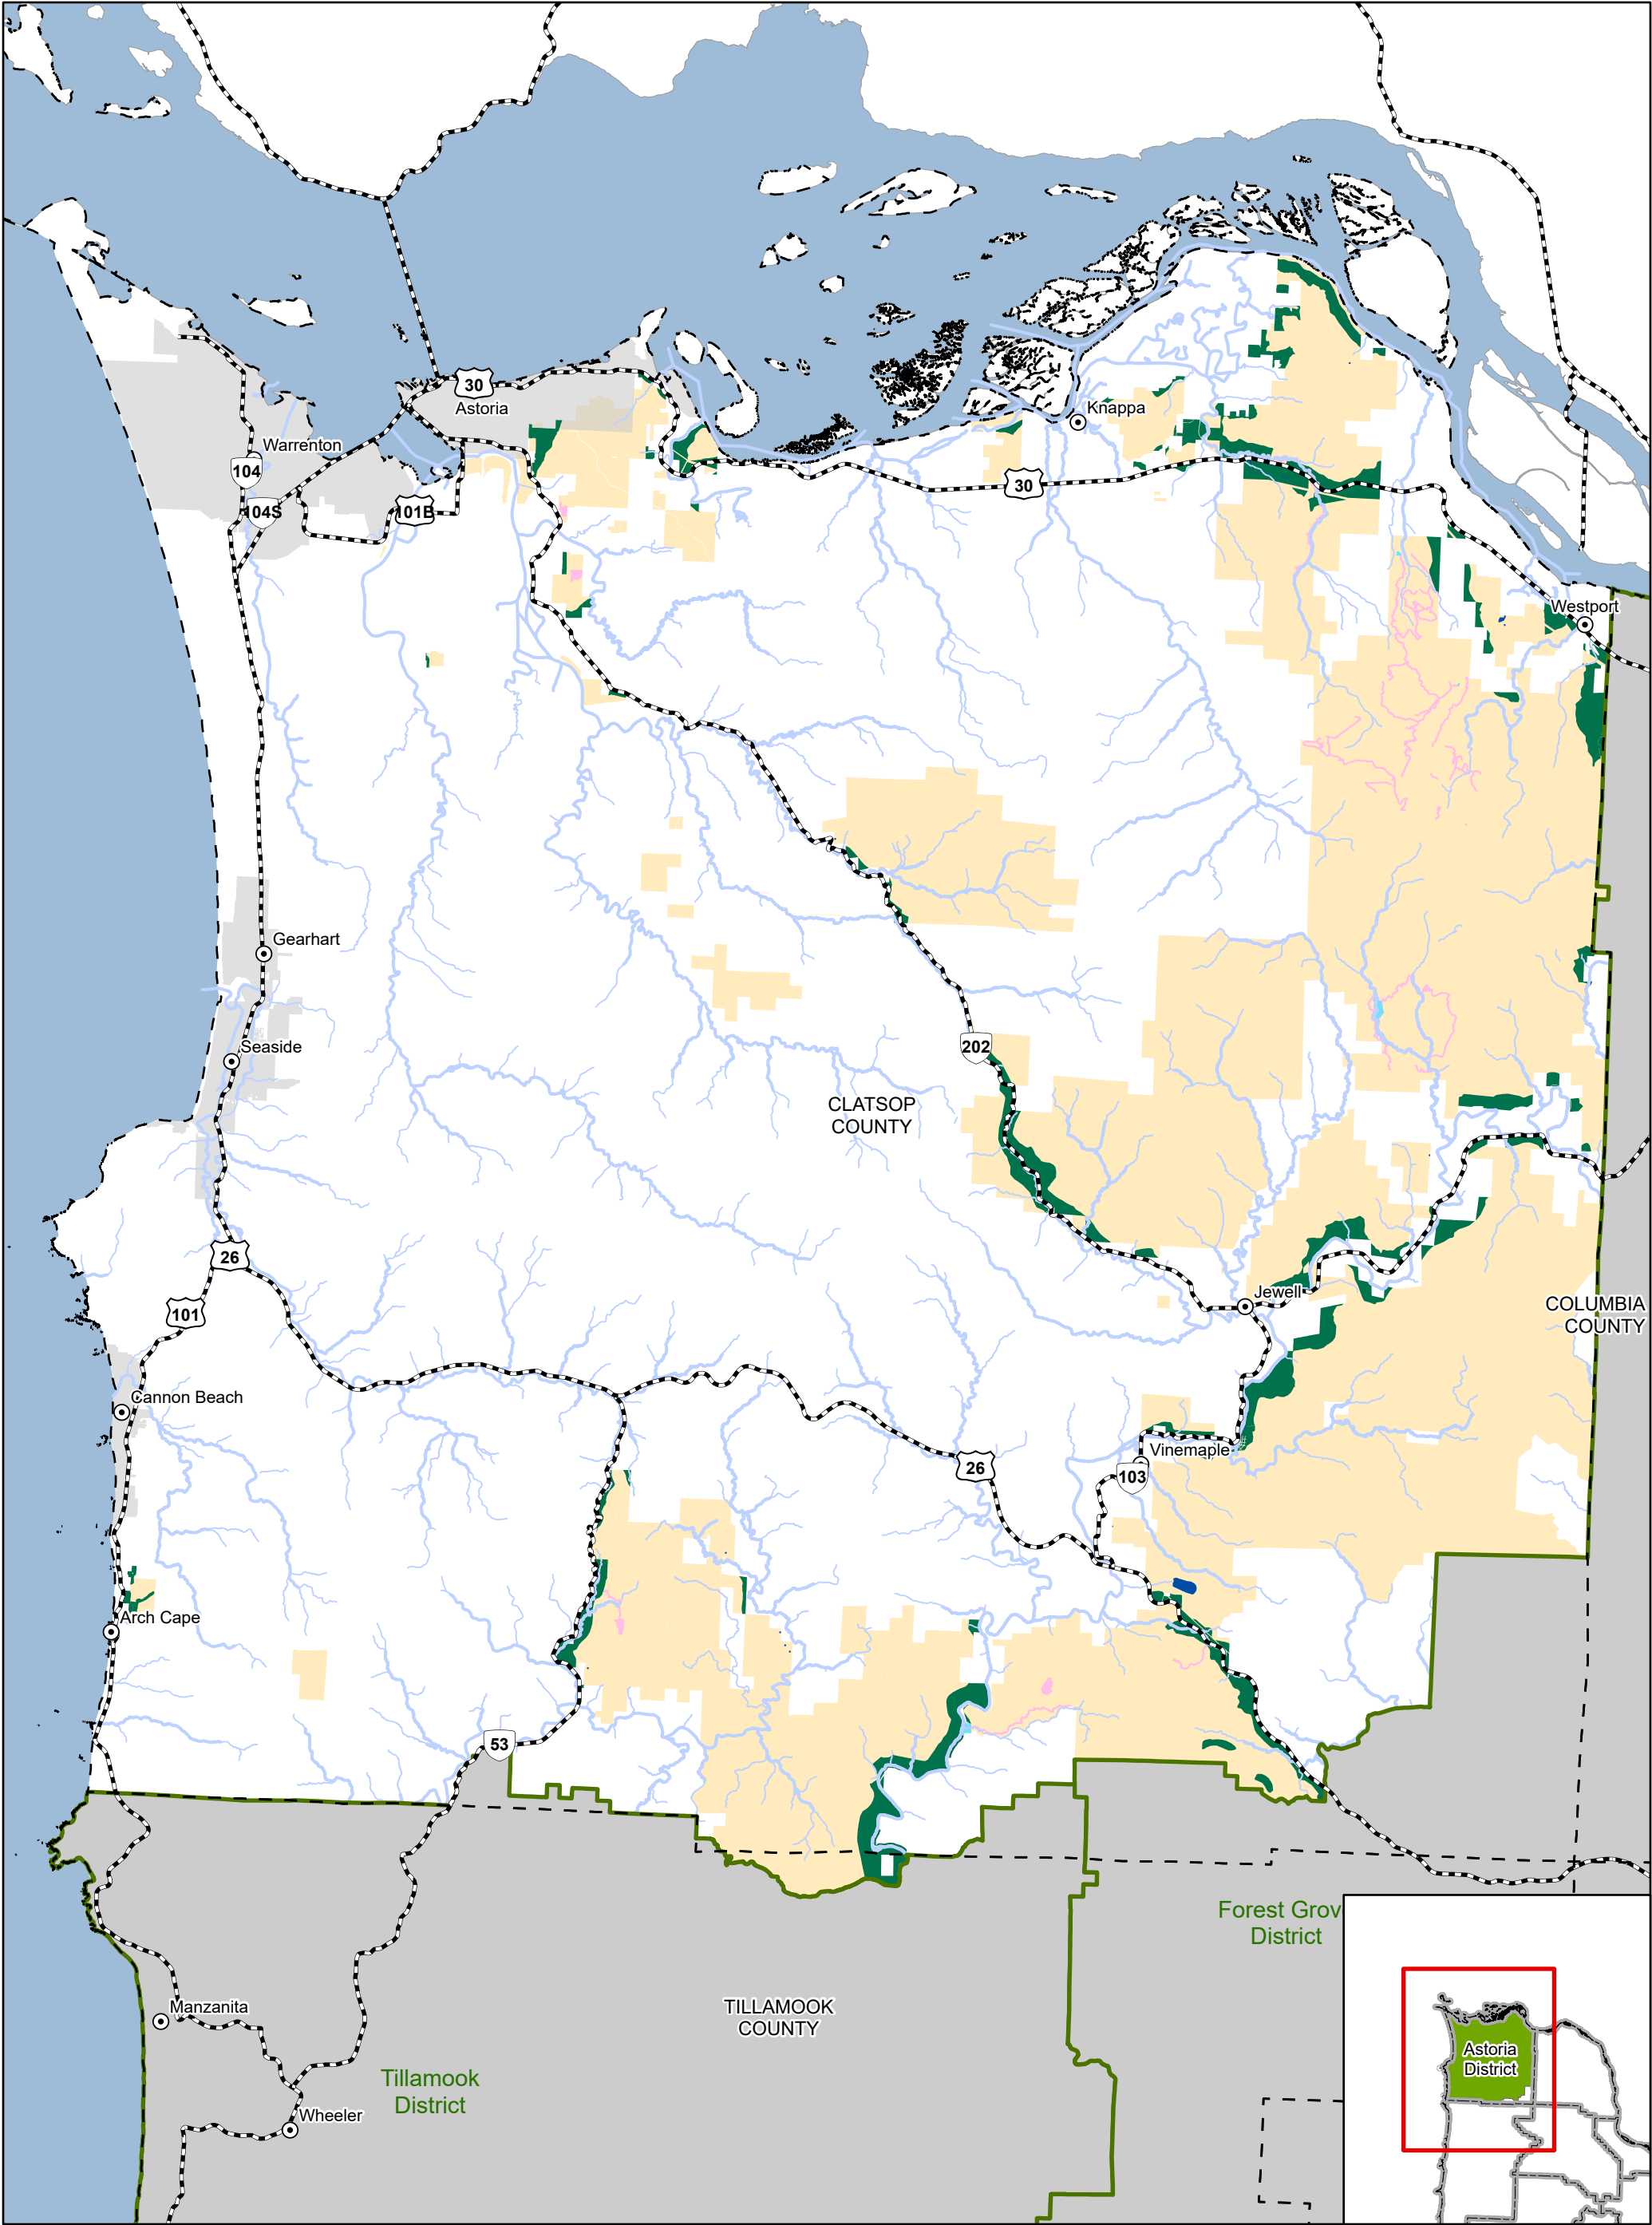 30
Astoria
Knappa
Warrenton
104
30
104S
101B
Westport
Gearhart
Seaside
202
CLATSOP
COUNTY
26
Jewell
101
COLUMBIA
COUNTY
Cannon Beach
Vinemaple
26
103
Arch Cape
53
Forest Grov
District
Manzanita
TILLAMOOK
COUNTY
Astoria
District
Tillamook
District
Wheeler